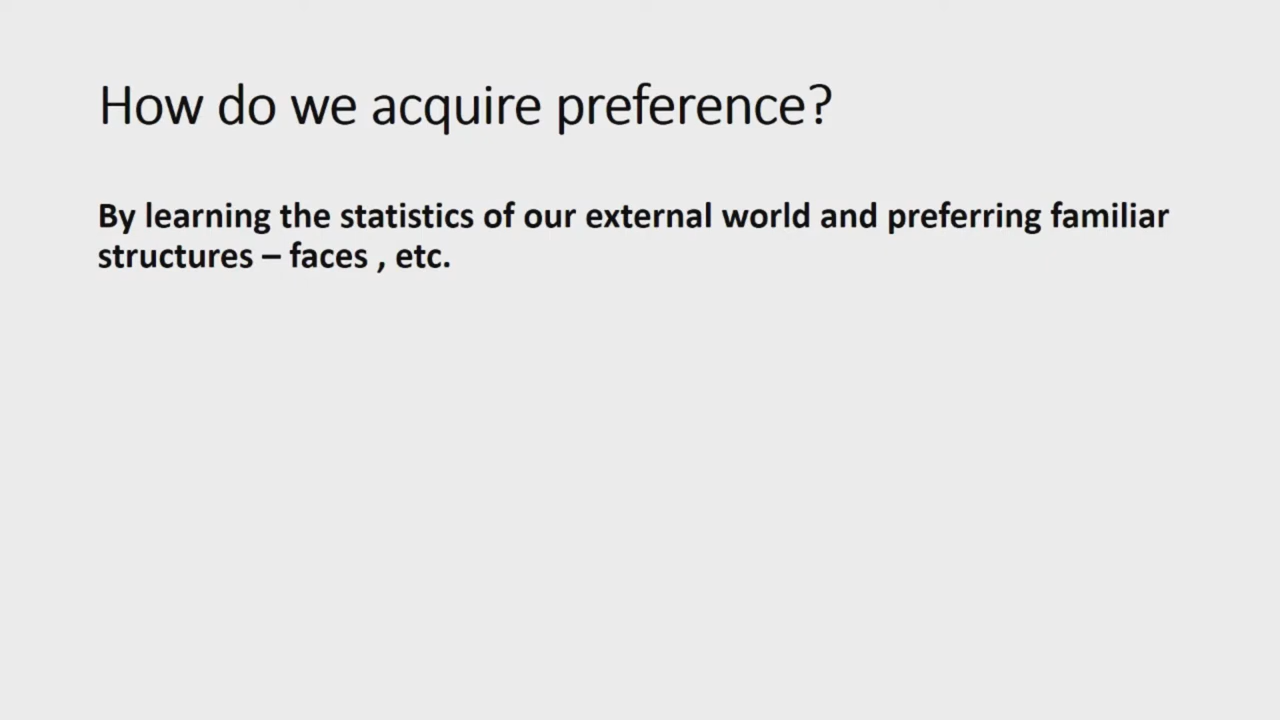 How do we acquire preference?
By learning the statistics of our external world and preferring familiar
structures – faces , etc.